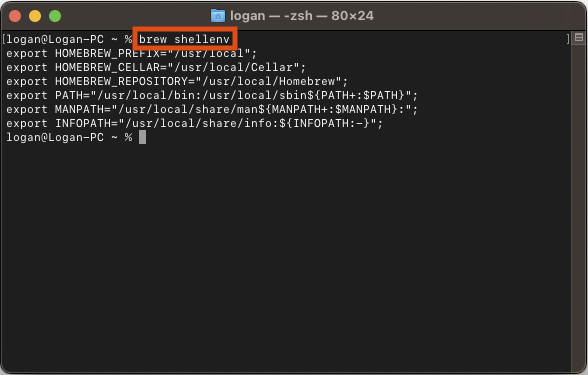 logan — -zsh — 80×24
[logan@Logan-PC ~ % brew shellenv ]
export HOMEBREW_PREFIX="/usr/local";
export HOMEBREW_CELLAR="/usr/local/Cellar";
export HOMEBREW_REPOSITORY="/usr/local/Homebrew";
export PATH="/usr/local/bin:/usr/local/sbin${PATH+:$PATH}";
export MANPATH="/usr/local/share/man${MANPATH+:$MANPATH}:";
export INFOPATH="/usr/local/share/info:${INFOPATH:-}";
logan@Logan-PC ~ %